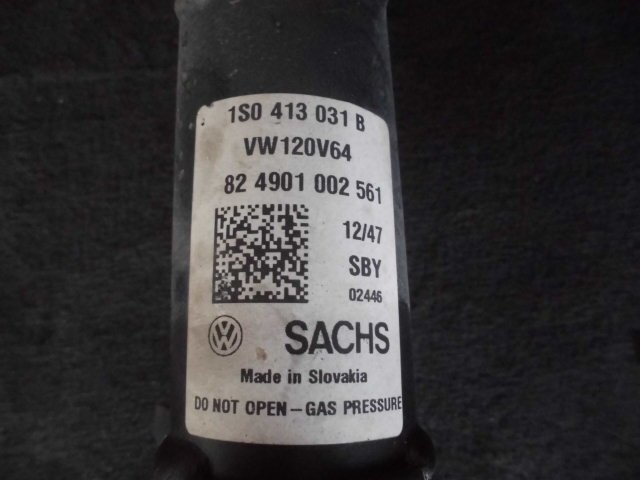 1S0 413 031 B
VW120V64
82 4901 002 561
12/47
SBY
02446
VW SACHS
Made in Slovakia
DO NOT OPEN - GAS PRESSURE